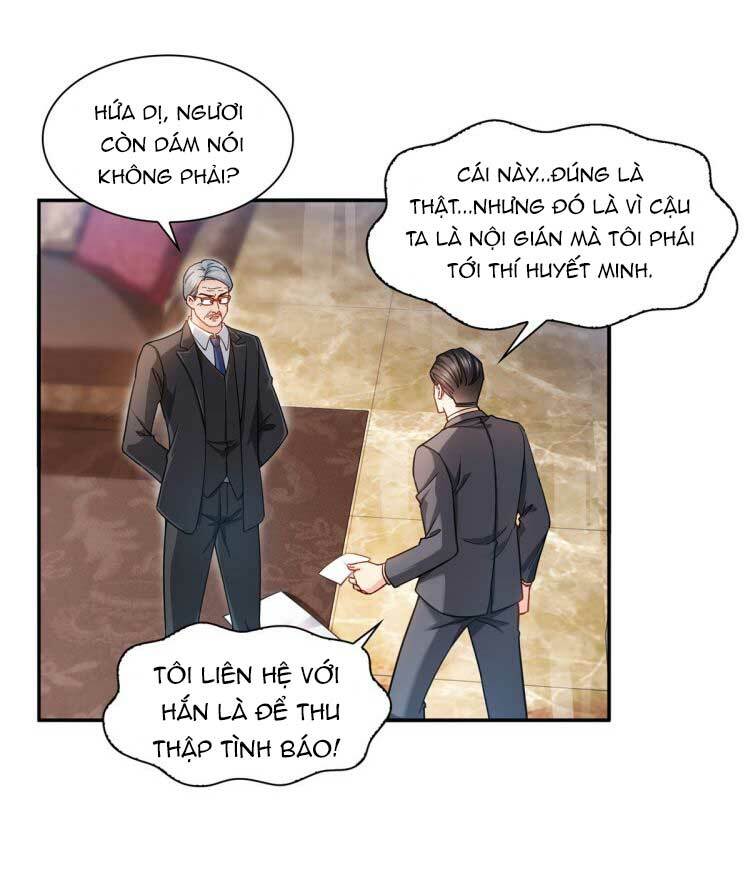 HỨA DỊ, NGƯƠI
CÒN DÁM NÓI
KHÔNG PHẢI?
CÁI NÀY...ĐÚNG LÀ
THẬT...NHƯNG ĐÓ LÀ VÌ CẬU
TA LÀ NỘI GIÁN MÀ TÔI PHÁI
TỚI THÍ HUYẾT MINH.
TÔI LIÊN HỆ VỚI
HẮN LÀ ĐỂ THU
THẬP TÌNH BÁO!